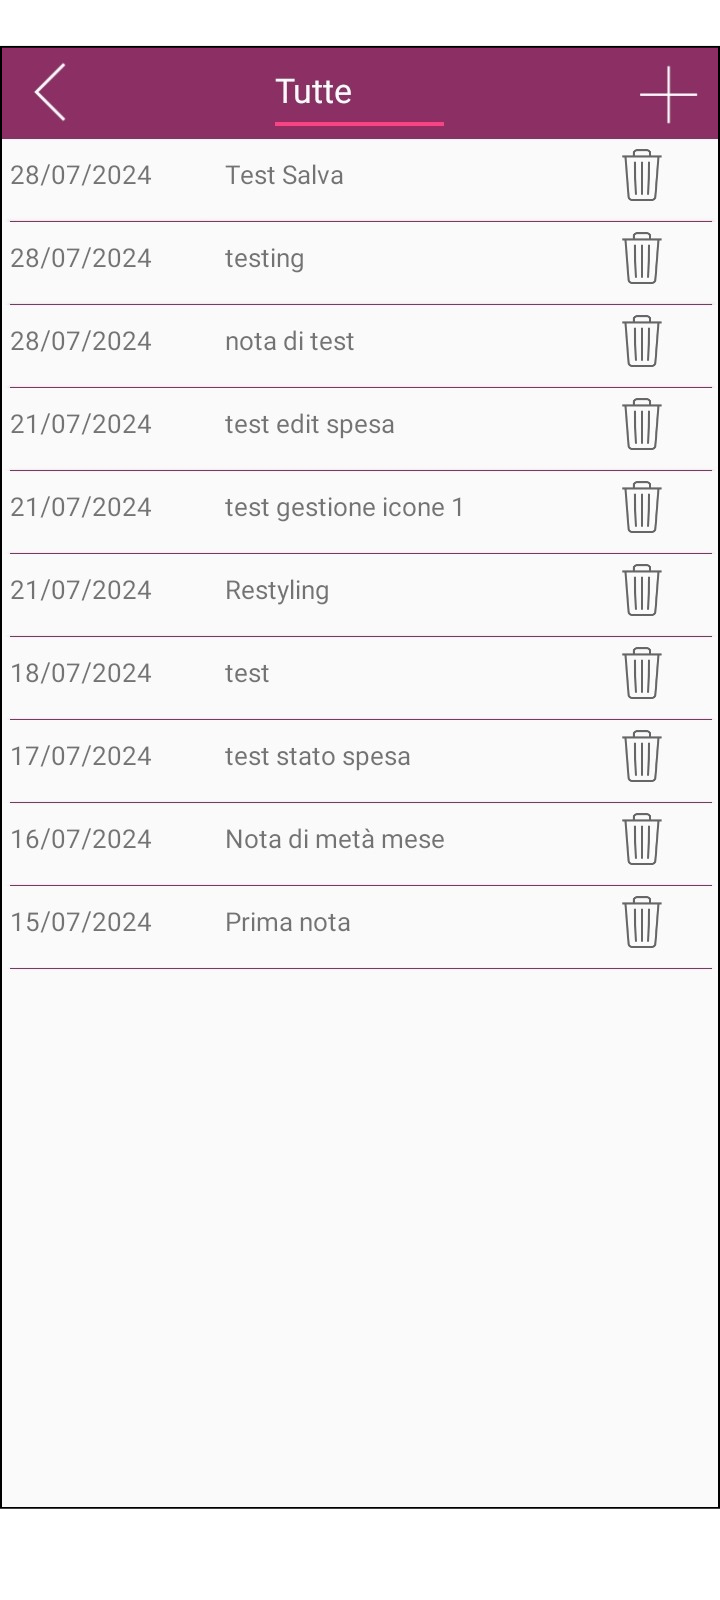 Tutte
28/07/2024 Test Salva
28/07/2024 testing
28/07/2024 nota di test
21/07/2024 test edit spesa
21/07/2024 test gestione icone 1
21/07/2024 Restyling
18/07/2024 test
17/07/2024 test stato spesa
16/07/2024 Nota di metà mese
15/07/2024 Prima nota